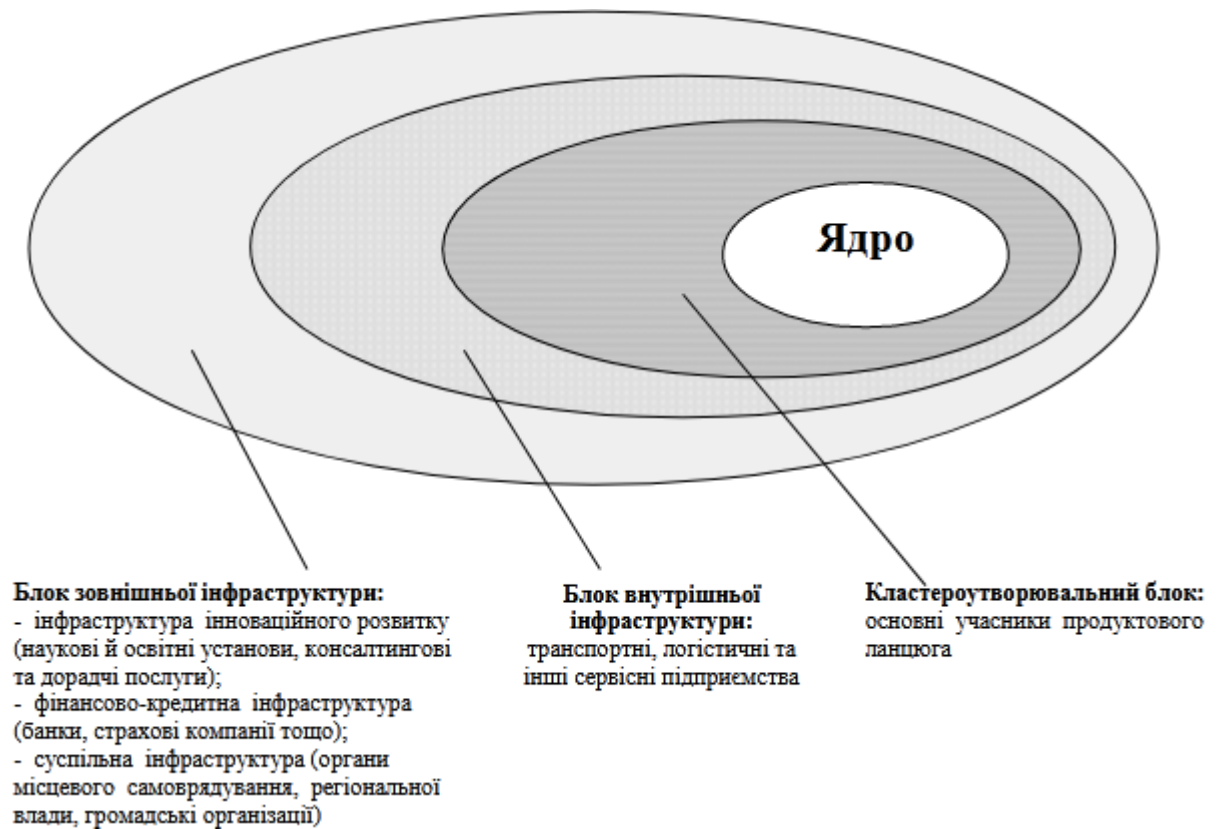 Ядро
Блок зовнішньої інфраструктури:
- інфраструктура інноваційного розвитку
(наукові й освітні установи, консалтингові
та дорадчі послуги);
- фінансово-кредитна інфраструктура
(банки, страхові компанії тощо);
- суспільна інфраструктура (органи
місцевого самоврядування, регіональної
влади, громадські організації)
Блок внутрішньої
інфраструктури:
транспортні, логістичні та
інші сервісні підприємства
Кластероутворювальний блок:
основні учасники продуктового
ланцюга